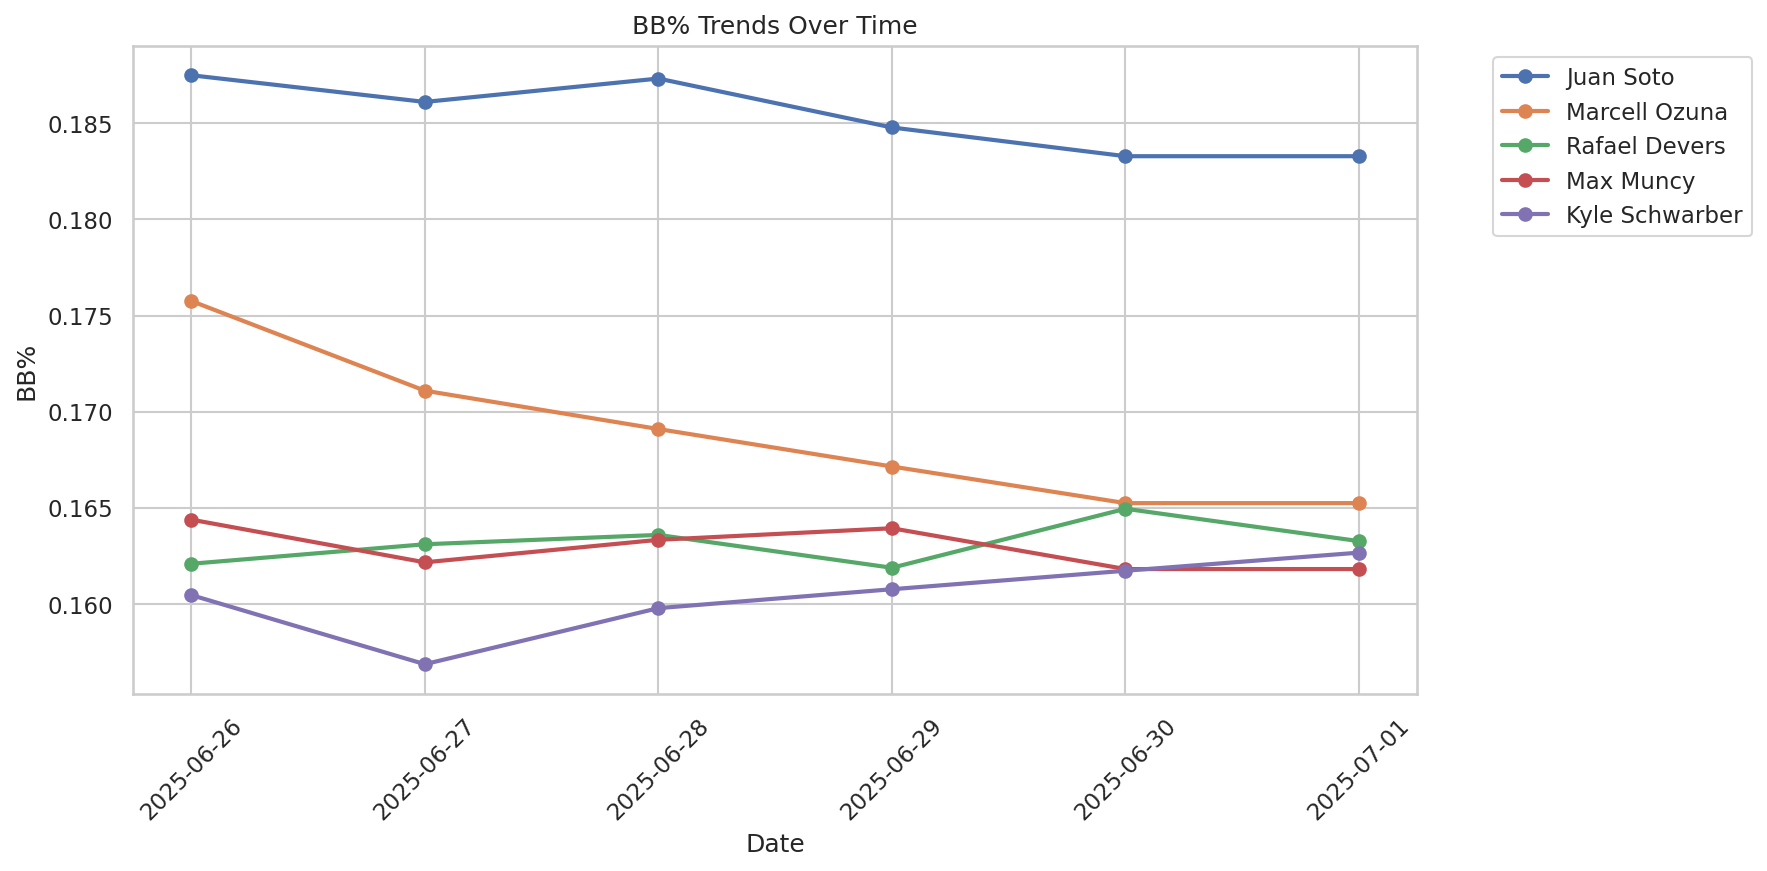 BB% Trends Over Time
BB%
0.185
0.180
0.175
0.170
0.165
0.160
2025-06-26
2025-06-27
2025-06-28
2025-06-29
2025-06-30
2025-07-01
Date
Juan Soto
Marcell Ozuna
Rafael Devers
Max Muncy
Kyle Schwarber